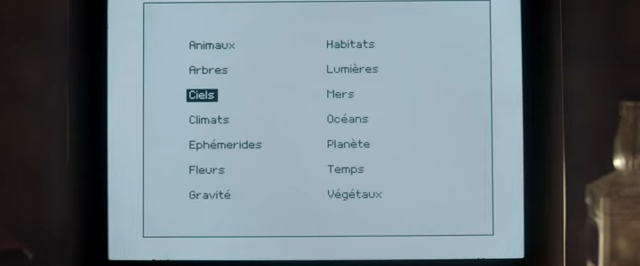 Animaux
Arbres
Ciels
Climats
Ephémerides
Fleurs
Gravité
Habitats
Lumières
Mers
Océans
Planète
Temps
Végétaux